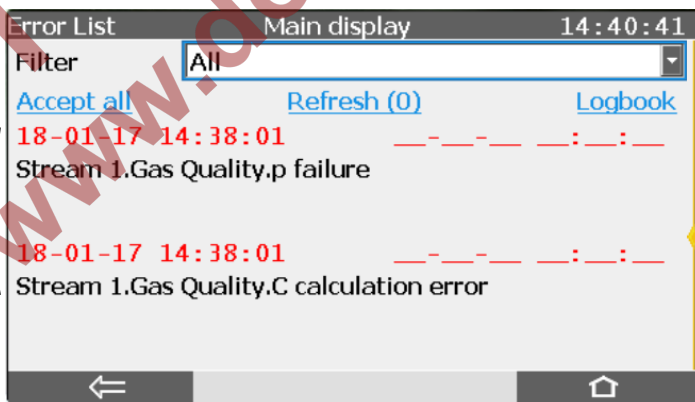 Error List Main display 14:40:41
Filter All
Accept all Refresh (0) Logbook
18-01-17 14:38:01 __-__-__ __:__:__
Stream 1.Gas Quality.p failure
18-01-17 14:38:01 __-__-__ __:__:__
Stream 1.Gas Quality.C calculation error